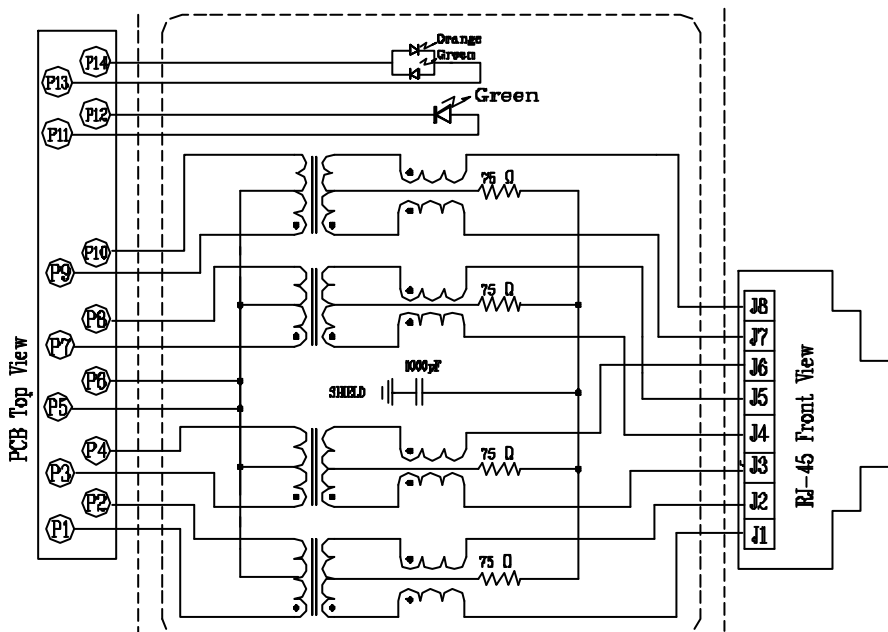 Orange
Green
P14
P13
Green
P12
P11
75 Ω
P10
P9
75 Ω
J8
P8
J7
P7
1000pF
J6
P6
SHIELD
J5
P5
J4
P4
75 Ω
J3
P3
P2
J2
P1
J1
75 Ω
PCB Top View
RJ-45 Front View